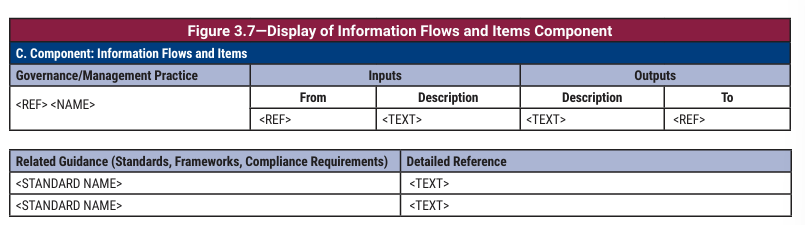 Figure 3.7—Display of Information Flows and Items Component
C. Component: Information Flows and Items
Governance/Management Practice Inputs Outputs
<REF> <NAME> From Description Description To
<REF> <TEXT> <TEXT> <REF>
Related Guidance (Standards, Frameworks, Compliance Requirements) Detailed Reference
<STANDARD NAME> <TEXT>
<STANDARD NAME> <TEXT>